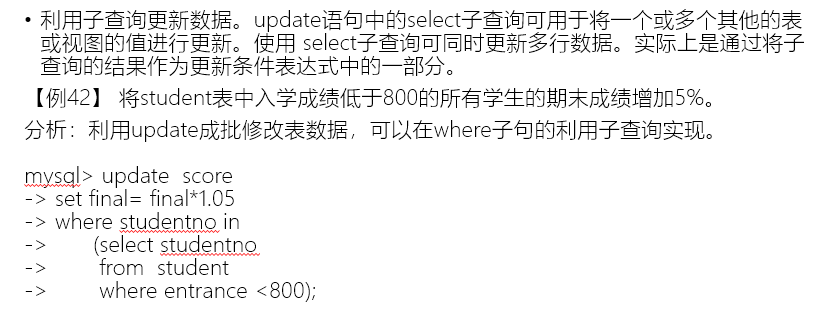 • 利用子查询更新数据。update语句中的select子查询可用于将一个或多个其他的表
或视图的值进行更新。使用 select子查询可同时更新多行数据。实际上是通过将子
查询的结果作为更新条件表达式中的一部分。
【例42】 将student表中入学成绩低于800的所有学生的期末成绩增加5%。
分析：利用update成批修改表数据，可以在where子句的利用子查询实现。
mysql> update  score
-> set final= final*1.05
-> where studentno in
->       (select studentno
->        from  student
->        where entrance <800);